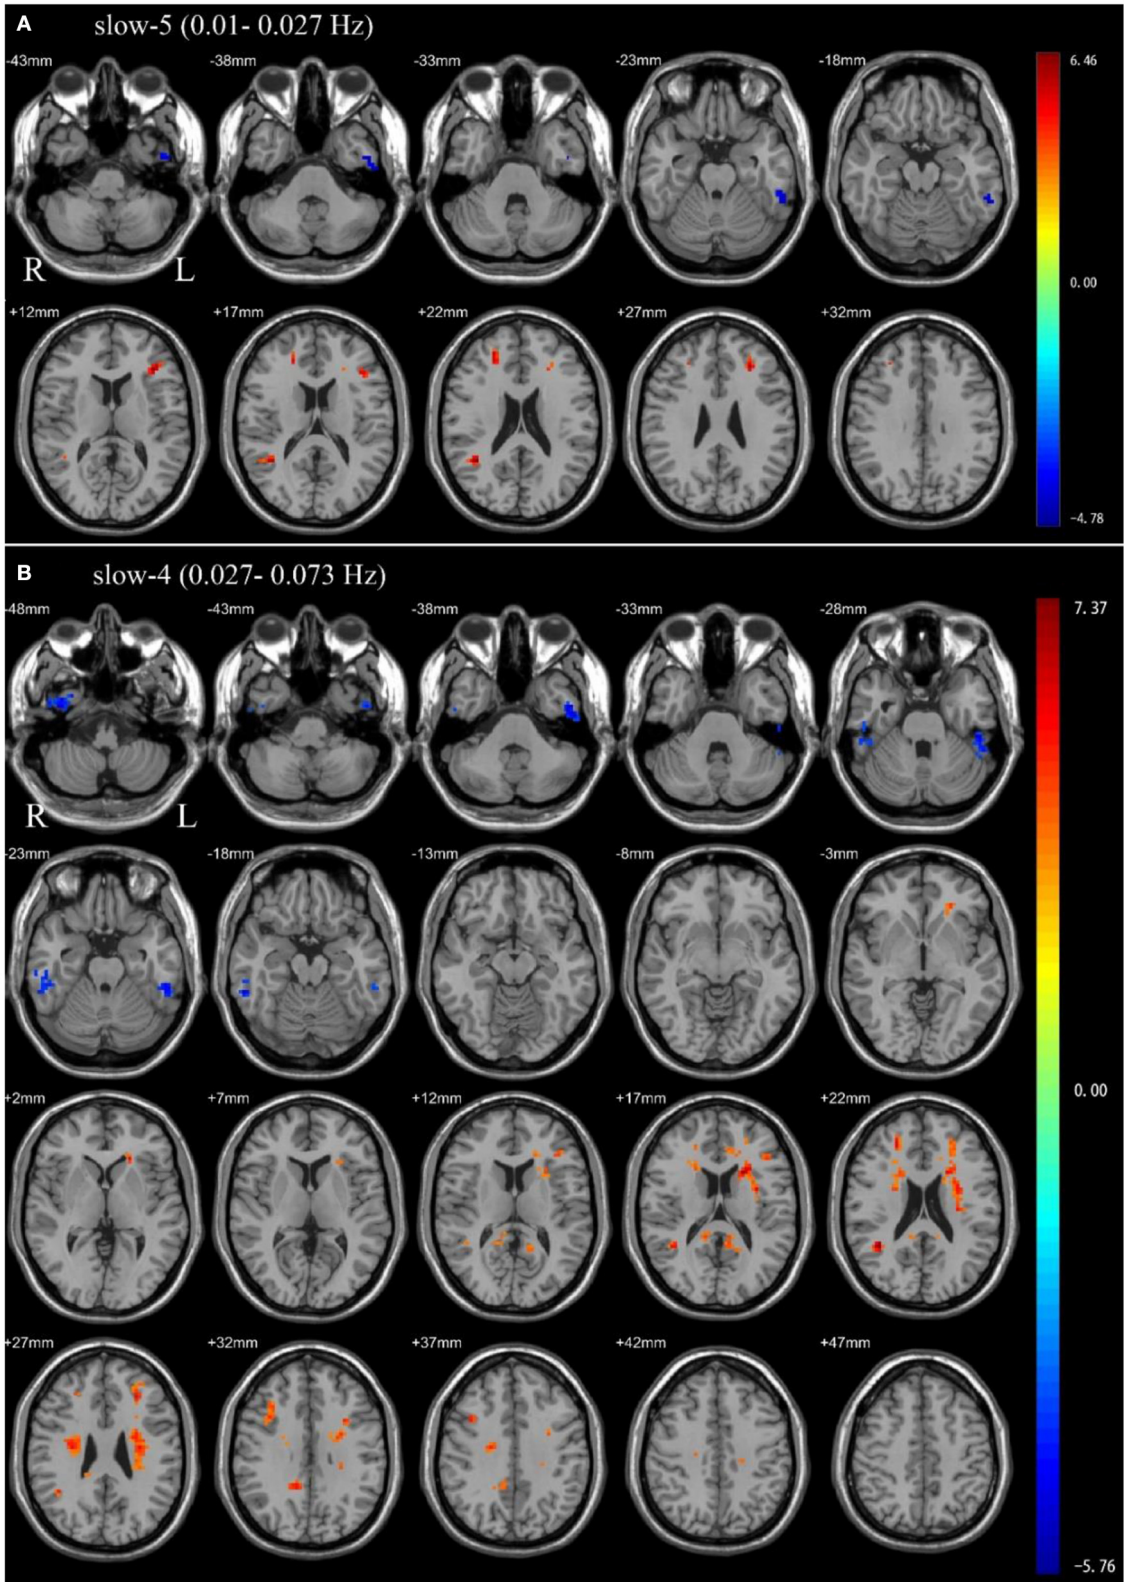 A slow-5 (0.01- 0.027 Hz)
-43mm -38mm -33mm -23mm -18mm
6.46
R L
0.00
+12mm +17mm +22mm +27mm +32mm
-4.78
B slow-4 (0.027- 0.073 Hz)
-48mm -43mm -38mm -33mm -28mm
7.37
R L
-23mm -18mm -13mm -8mm -3mm
0.00
+2mm +7mm +12mm +17mm +22mm
+27mm +32mm +37mm +42mm +47mm
-5.76